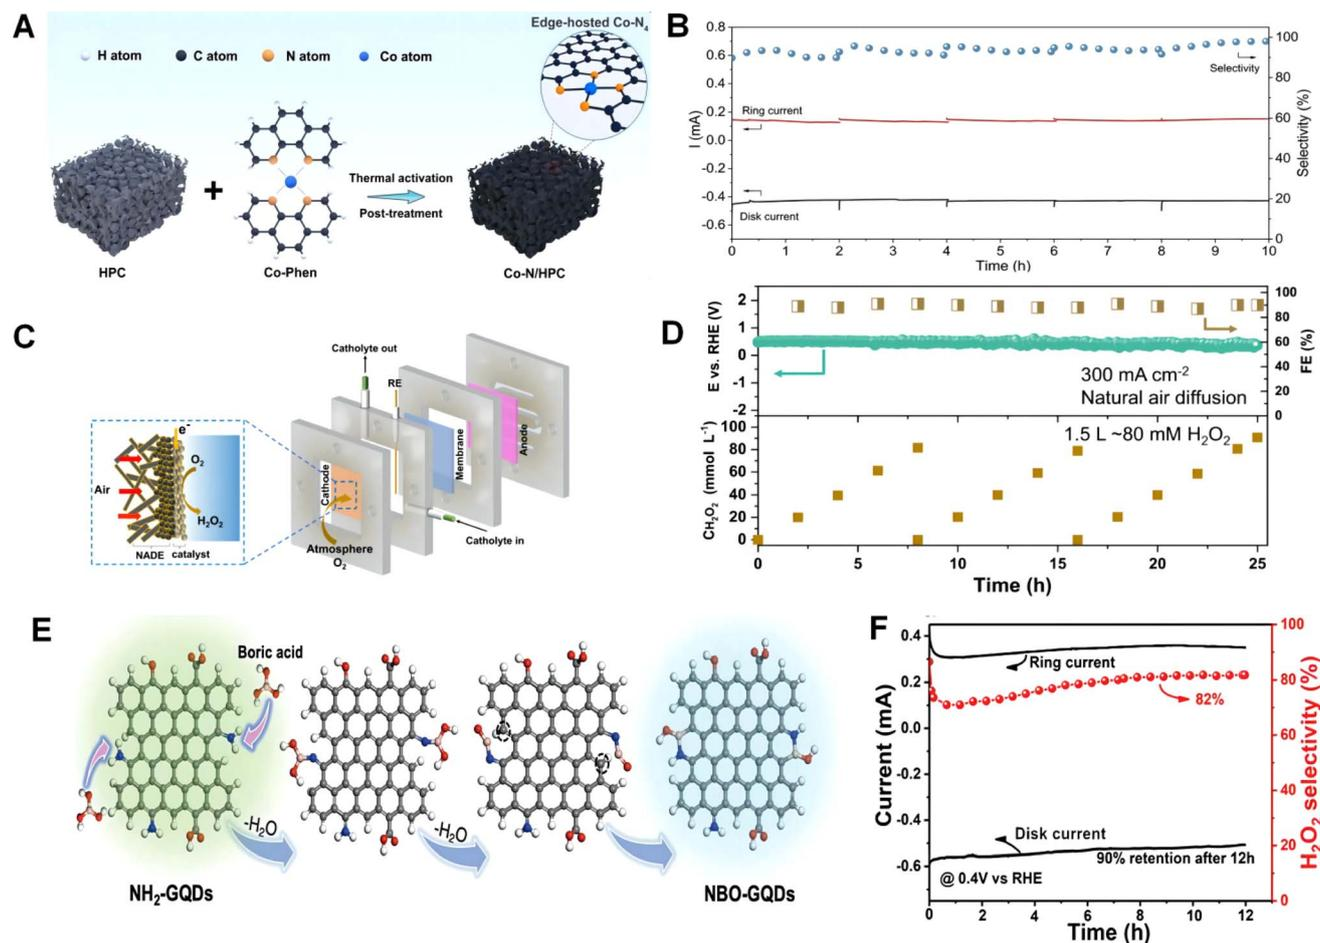 A
H atom
C atom
N atom
Co atom
Edge-hosted Co-N4
HPC
+
Co-Phen
Thermal activation
Post-treatment
Co-N/HPC
B
I (mA)
0.8
0.6
0.4
0.2
0.0
-0.2
-0.4
-0.6
Selectivity
Ring current
Disk current
100
80
60
40
20
0
Selectivity (%)
0 1 2 3 4 5 6 7 8 9 10
Time (h)
C
Catholyte out
RE
e-
O2
Air
H2O2
NADE catalyst
Cathode
Membrane
Anode
Atmosphere
O2
Catholyte in
D
E vs. RHE (V)
2
1
0
-1
-2
100
80
60
40
20
0
FE (%)
300 mA cm-2
Natural air diffusion
CH2O2 (mmol L-1)
100
80
60
40
20
0
1.5 L ~80 mM H2O2
0 5 10 15 20 25
Time (h)
E
Boric acid
-H2O
-H2O
NH2-GQDs
NBO-GQDs
F
Current (mA)
0.4
0.2
0.0
-0.2
-0.4
-0.6
Ring current
82%
Disk current
90% retention after 12h
@ 0.4V vs RHE
100
80
60
40
20
0
H2O2 selectivity (%)
0 2 4 6 8 10 12
Time (h)